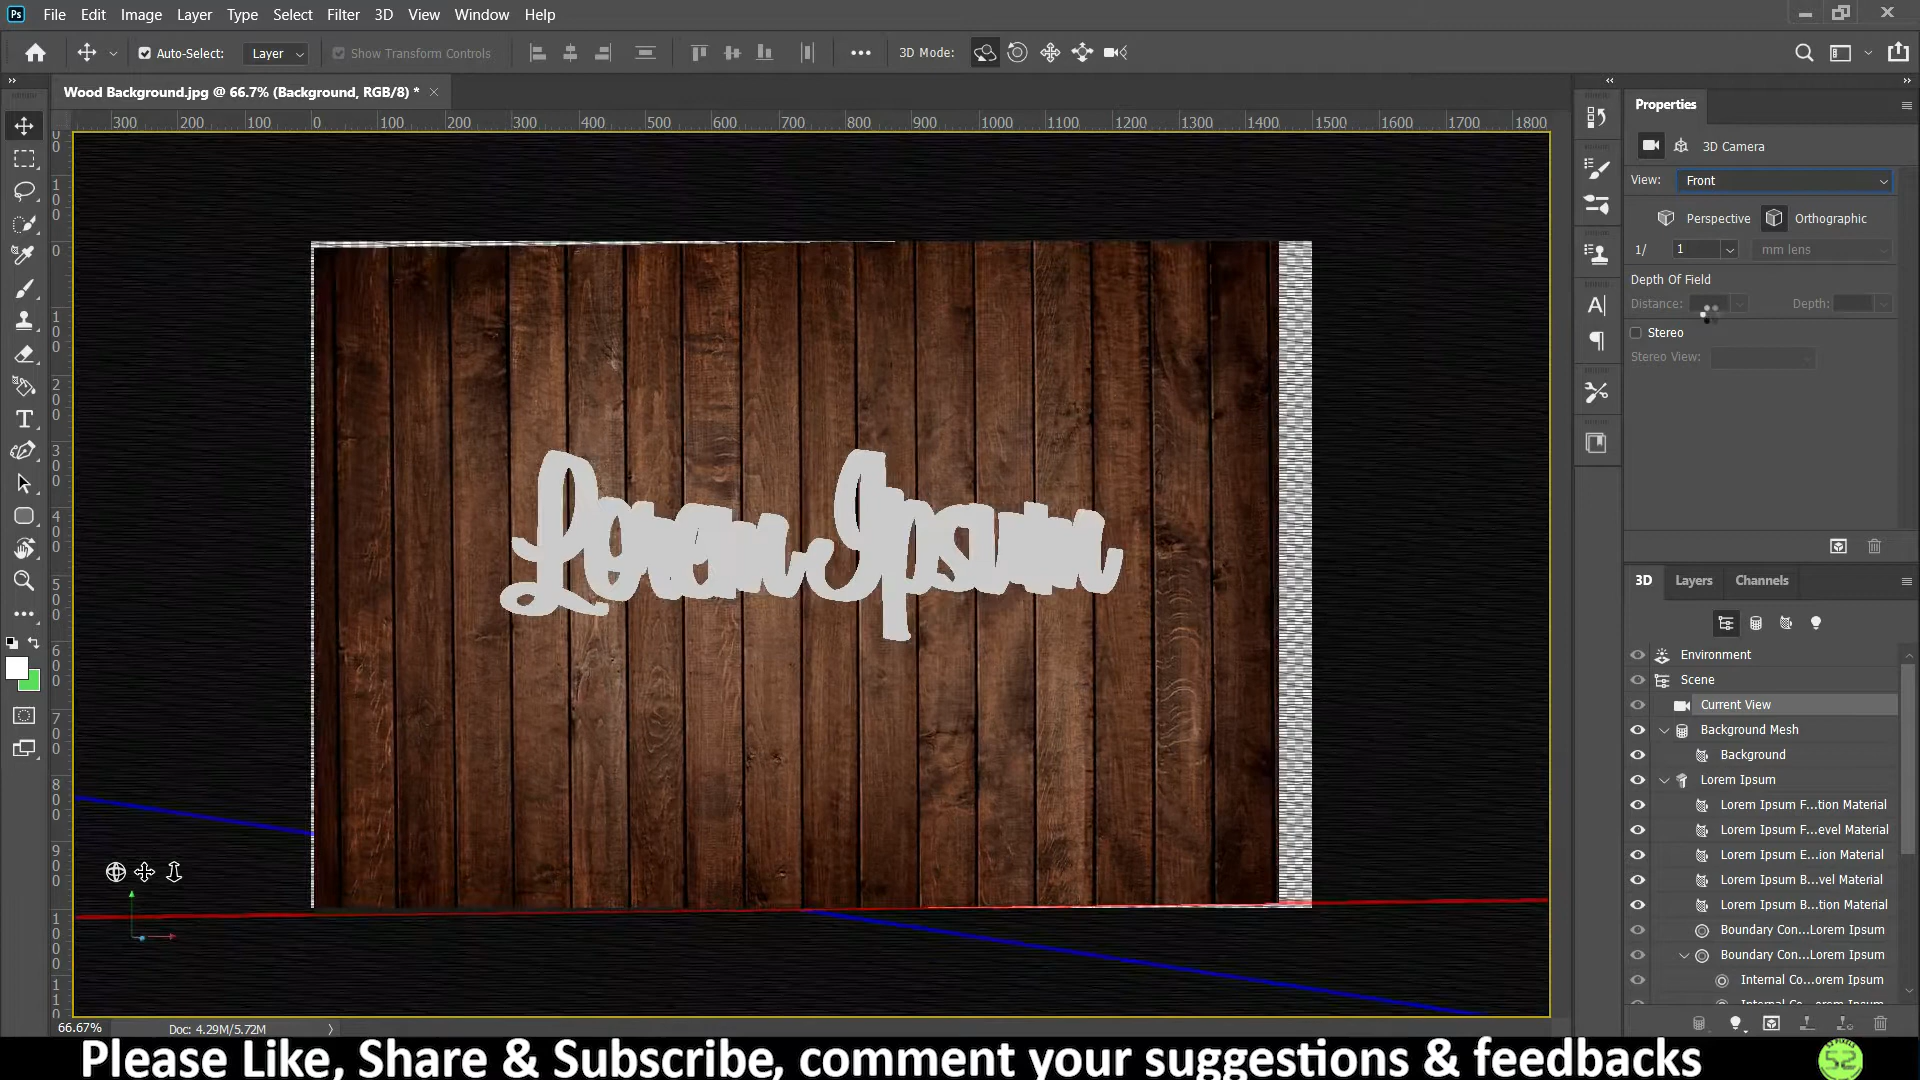 File Edit Image Layer Type Select Filter 3D View Window Help
Auto-Select: Layer Show Transform Controls 3D Mode:
Wood Background.jpg @ 66.7% (Background, RGB/8) *
300 200 100 0 100 200 300 400 500 600 700 800 900 1000 1100 1200 1300 1400 1500 1600 1700 1800
Lorem Ipsum
66.67% Doc: 4.29M/5.72M
Properties
3D Camera
View: Front
Perspective Orthographic
1/ 1 mm lens
Depth Of Field
Distance: Depth:
Stereo
Stereo View:
3D Layers Channels
Environment
Scene
Current View
Background Mesh
Background
Lorem Ipsum
Lorem Ipsum F...tion Material
Lorem Ipsum F...evel Material
Lorem Ipsum E...ion Material
Lorem Ipsum B...vel Material
Lorem Ipsum B...tion Material
Boundary Con...Lorem Ipsum
Boundary Con...Lorem Ipsum
Internal Co...orem Ipsum
Please Like, Share & Subscribe, comment your suggestions & feedbacks
52